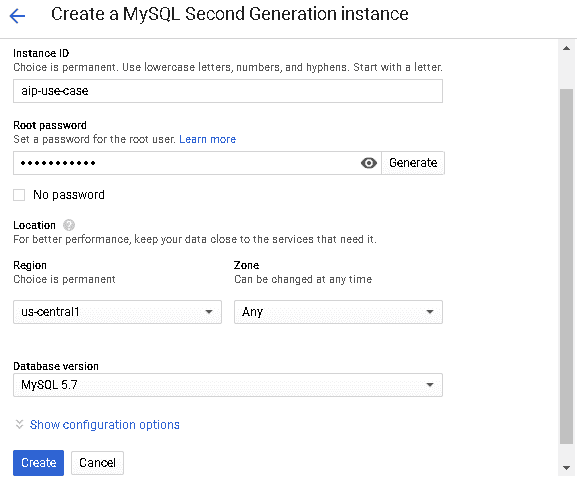 Create a MySQL Second Generation instance
Instance ID
Choice is permanent. Use lowercase letters, numbers, and hyphens. Start with a letter.
aip-use-case
Root password
Set a password for the root user. Learn more
•••••••••••
Generate
No password
Location
For better performance, keep your data close to the services that need it.
Region
Zone
Choice is permanent
Can be changed at any time
us-central1
Any
Database version
MySQL 5.7
Show configuration options
Create
Cancel